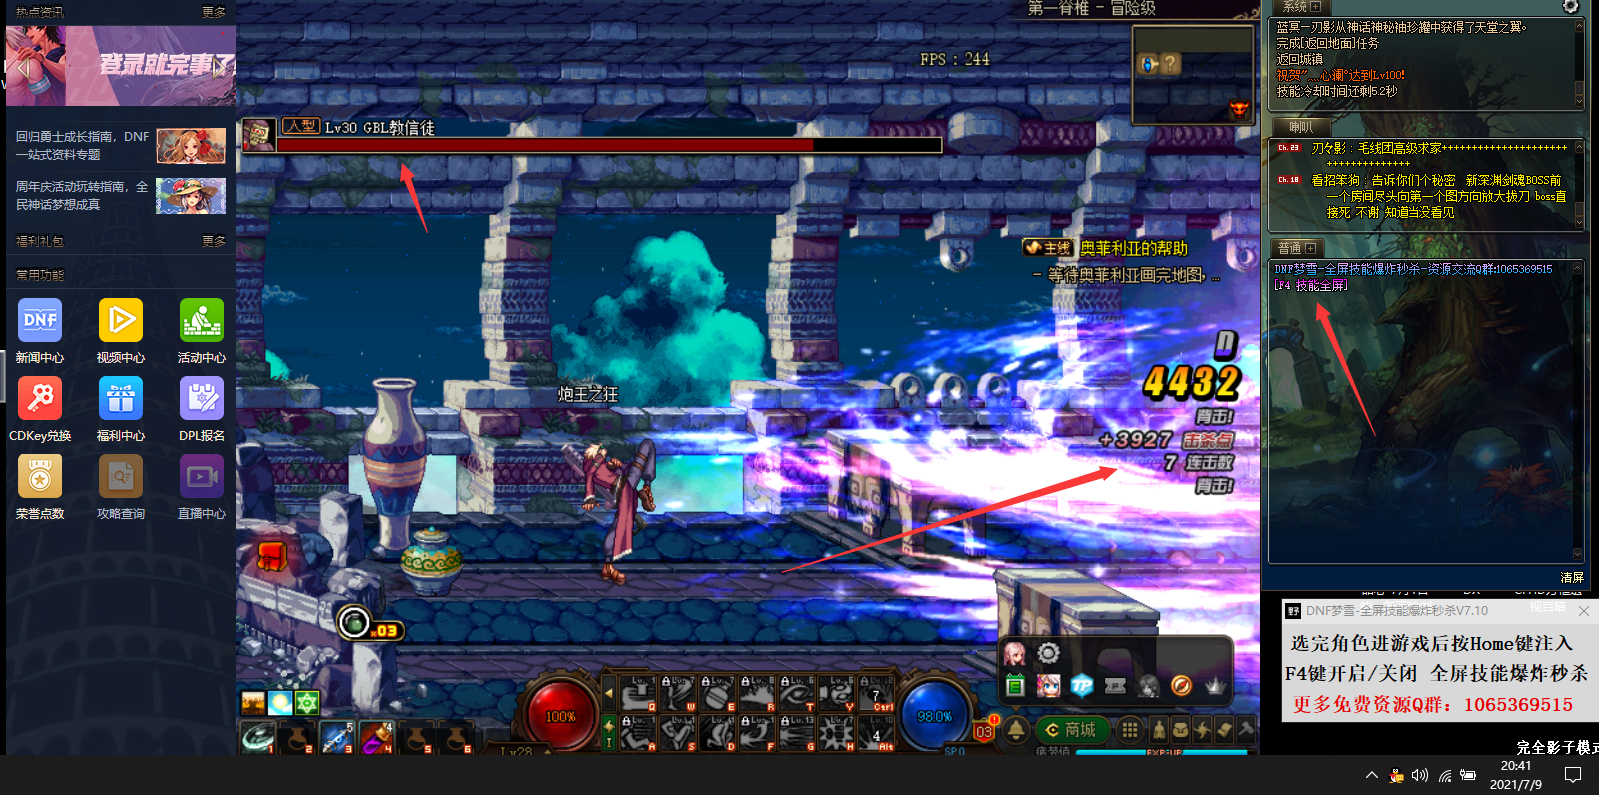 热点资讯
更多
登录就完事了
回归勇士成长指南，DNF
一站式资料专题
周年庆活动玩转指南，全
民神话梦想成真
福利礼包
更多
常用功能
DNF
新闻中心
视频中心
活动中心
CDKey兑换
福利中心
DPL报名
荣誉点数
攻略查询
直播中心
第一脊椎 - 冒险级
FPS : 244
人型
Lv30 GBL教信徒
主线
奥菲利亚的帮助
- 等待奥菲利亚画完地图，…
炮王之狂
4432
背击!
+3927 击杀点
7 连击数
背击!
x03
100%
98.0%
Lv28
03
商城
TP
疲劳值
EXP-UP
系统
蓝冥一刃影从神话神秘袖珍罐中获得了天堂之翼。
完成[返回地面]任务
返回城镇
技能冷却时间还剩5.2秒
喇叭
Ch.23
刃々影：毛线团高级求家++++++++++++++++++++
++++++++++++++
Ch.18
看招笨狗：告诉你们个秘密 新深渊剑魂BOSS前
一个房间尽头向第一个图方向放大拔刀 boss直
接死 不谢 知道当没看见
普通
DNF梦雪-全屏技能爆炸秒杀-资源交流Q群:1065369515
[F4 技能全屏]
清屏
DNF梦雪-全屏技能爆炸秒杀V7.10
选完角色进游戏后按Home键注入
F4键开启/关闭 全屏技能爆炸秒杀
更多免费资源Q群：1065369515
完全影子模式
20:41
2021/7/9